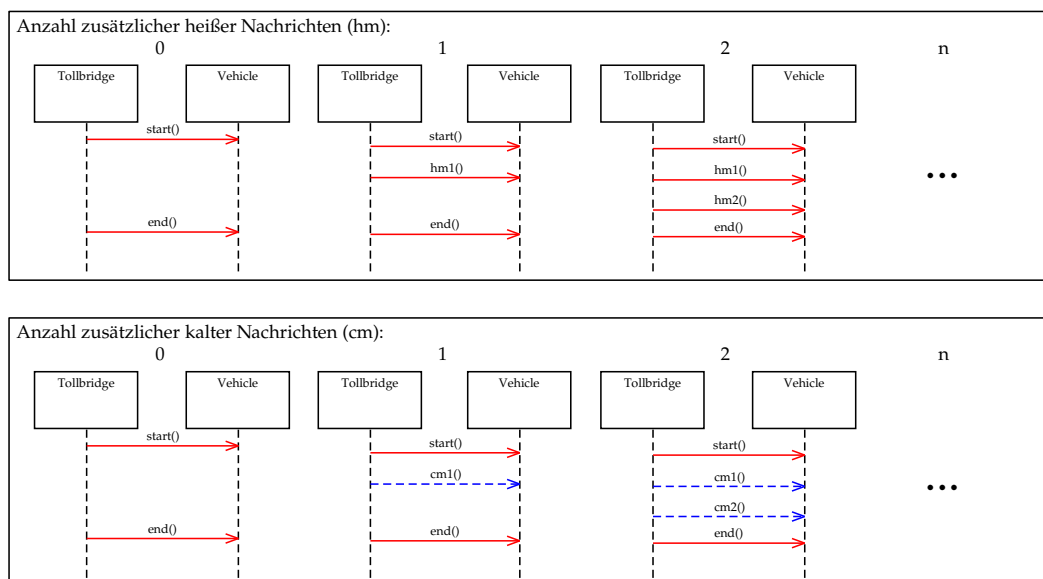 Anzahl zusätzlicher heißer Nachrichten (hm):
0 1 2 n
Tollbridge Vehicle Tollbridge Vehicle Tollbridge Vehicle
start() start() start()
hm1() hm1()
...
hm2()
end() end() end()
Anzahl zusätzlicher kalter Nachrichten (cm):
0 1 2 n
Tollbridge Vehicle Tollbridge Vehicle Tollbridge Vehicle
start() start() start()
cm1() cm1()
...
cm2()
end() end() end()